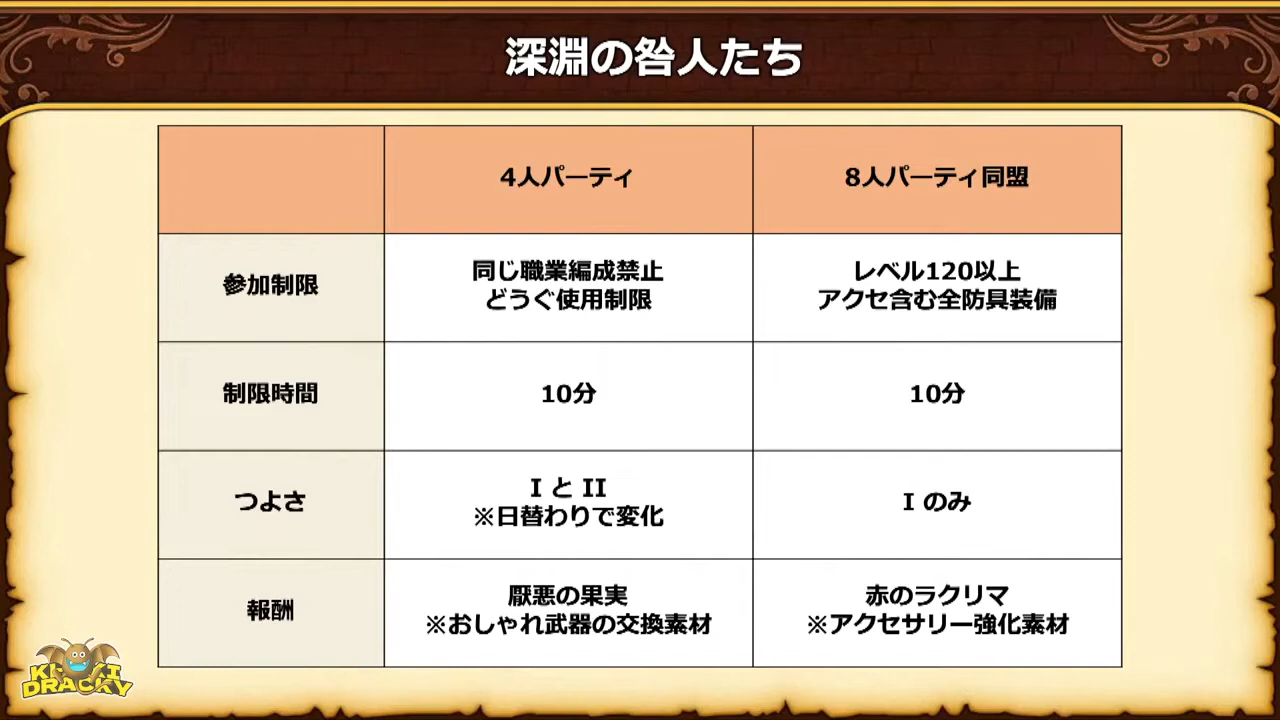 深淵の咎人たち
4人パーティ
8人パーティ同盟
参加制限
同じ職業編成禁止
どうぐ使用制限
レベル120以上
アクセ含む全防具装備
制限時間
10分
10分
つよさ
I と II
※日替わりで変化
I のみ
報酬
厭悪の果実
※おしゃれ武器の交換素材
赤のラクリマ
※アクセサリー強化素材
DRACKY